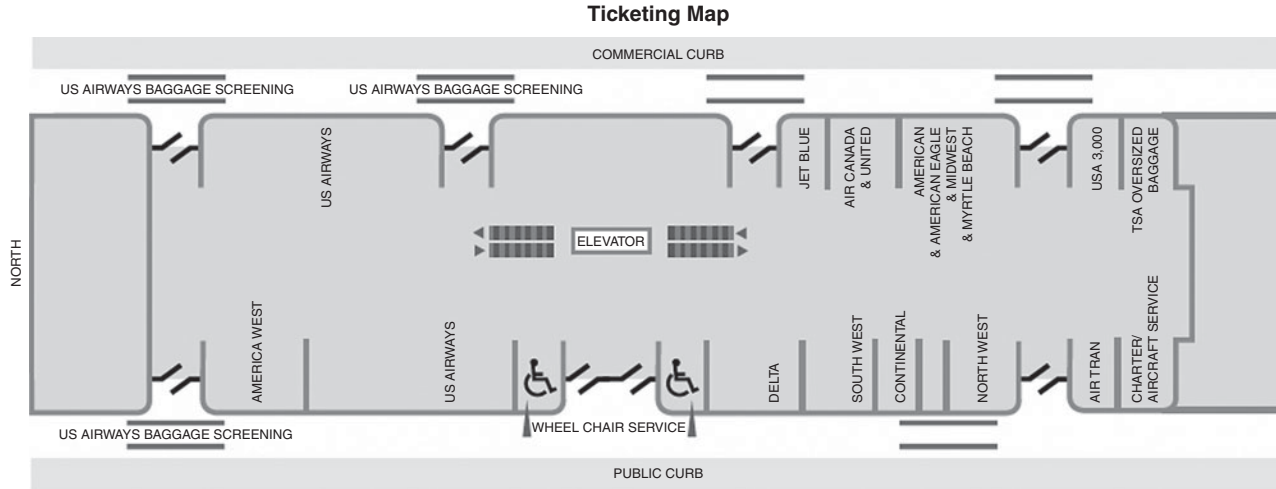 Ticketing Map
COMMERCIAL CURB
US AIRWAYS BAGGAGE SCREENING
US AIRWAYS BAGGAGE SCREENING
US AIRWAYS
JET BLUE
AIR CANADA
& UNITED
AMERICAN
& AMERICAN EAGLE
& MIDWEST
& MYRTLE BEACH
USA 3,000
TSA OVERSIZED
BAGGAGE
NORTH
ELEVATOR
AMERICA WEST
US AIRWAYS
DELTA
SOUTH WEST
CONTINENTAL
NORTH WEST
AIR TRAN
CHARTER/
AIRCRAFT SERVICE
US AIRWAYS BAGGAGE SCREENING
WHEEL CHAIR SERVICE
PUBLIC CURB